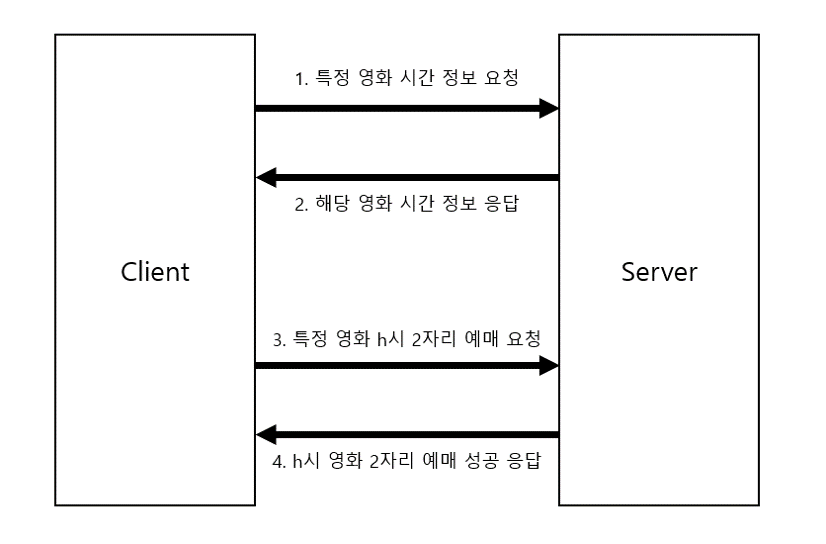 1. 특정 영화 시간 정보 요청
2. 해당 영화 시간 정보 응답
Client
Server
3. 특정 영화 h시 2자리 예매 요청
4. h시 영화 2자리 예매 성공 응답